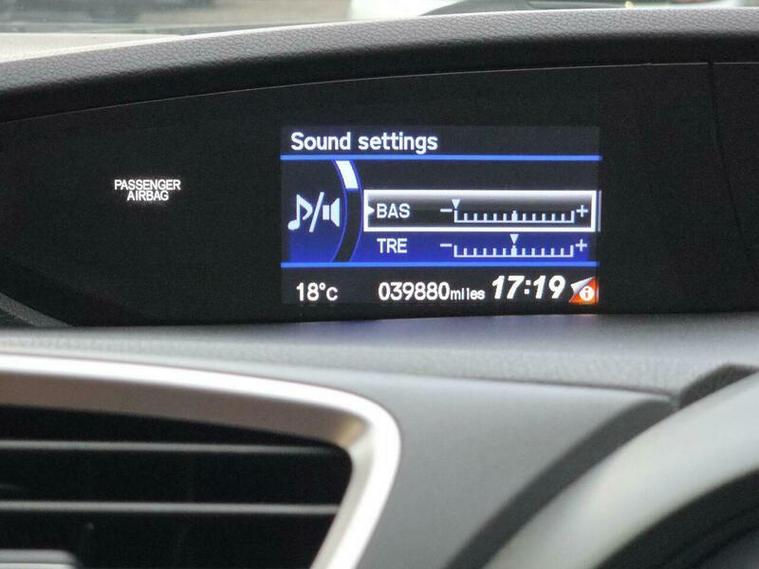 Sound settings
PASSENGER
AIRBAG
BAS − +
TRE − +
18°C 039880miles 17:19 i